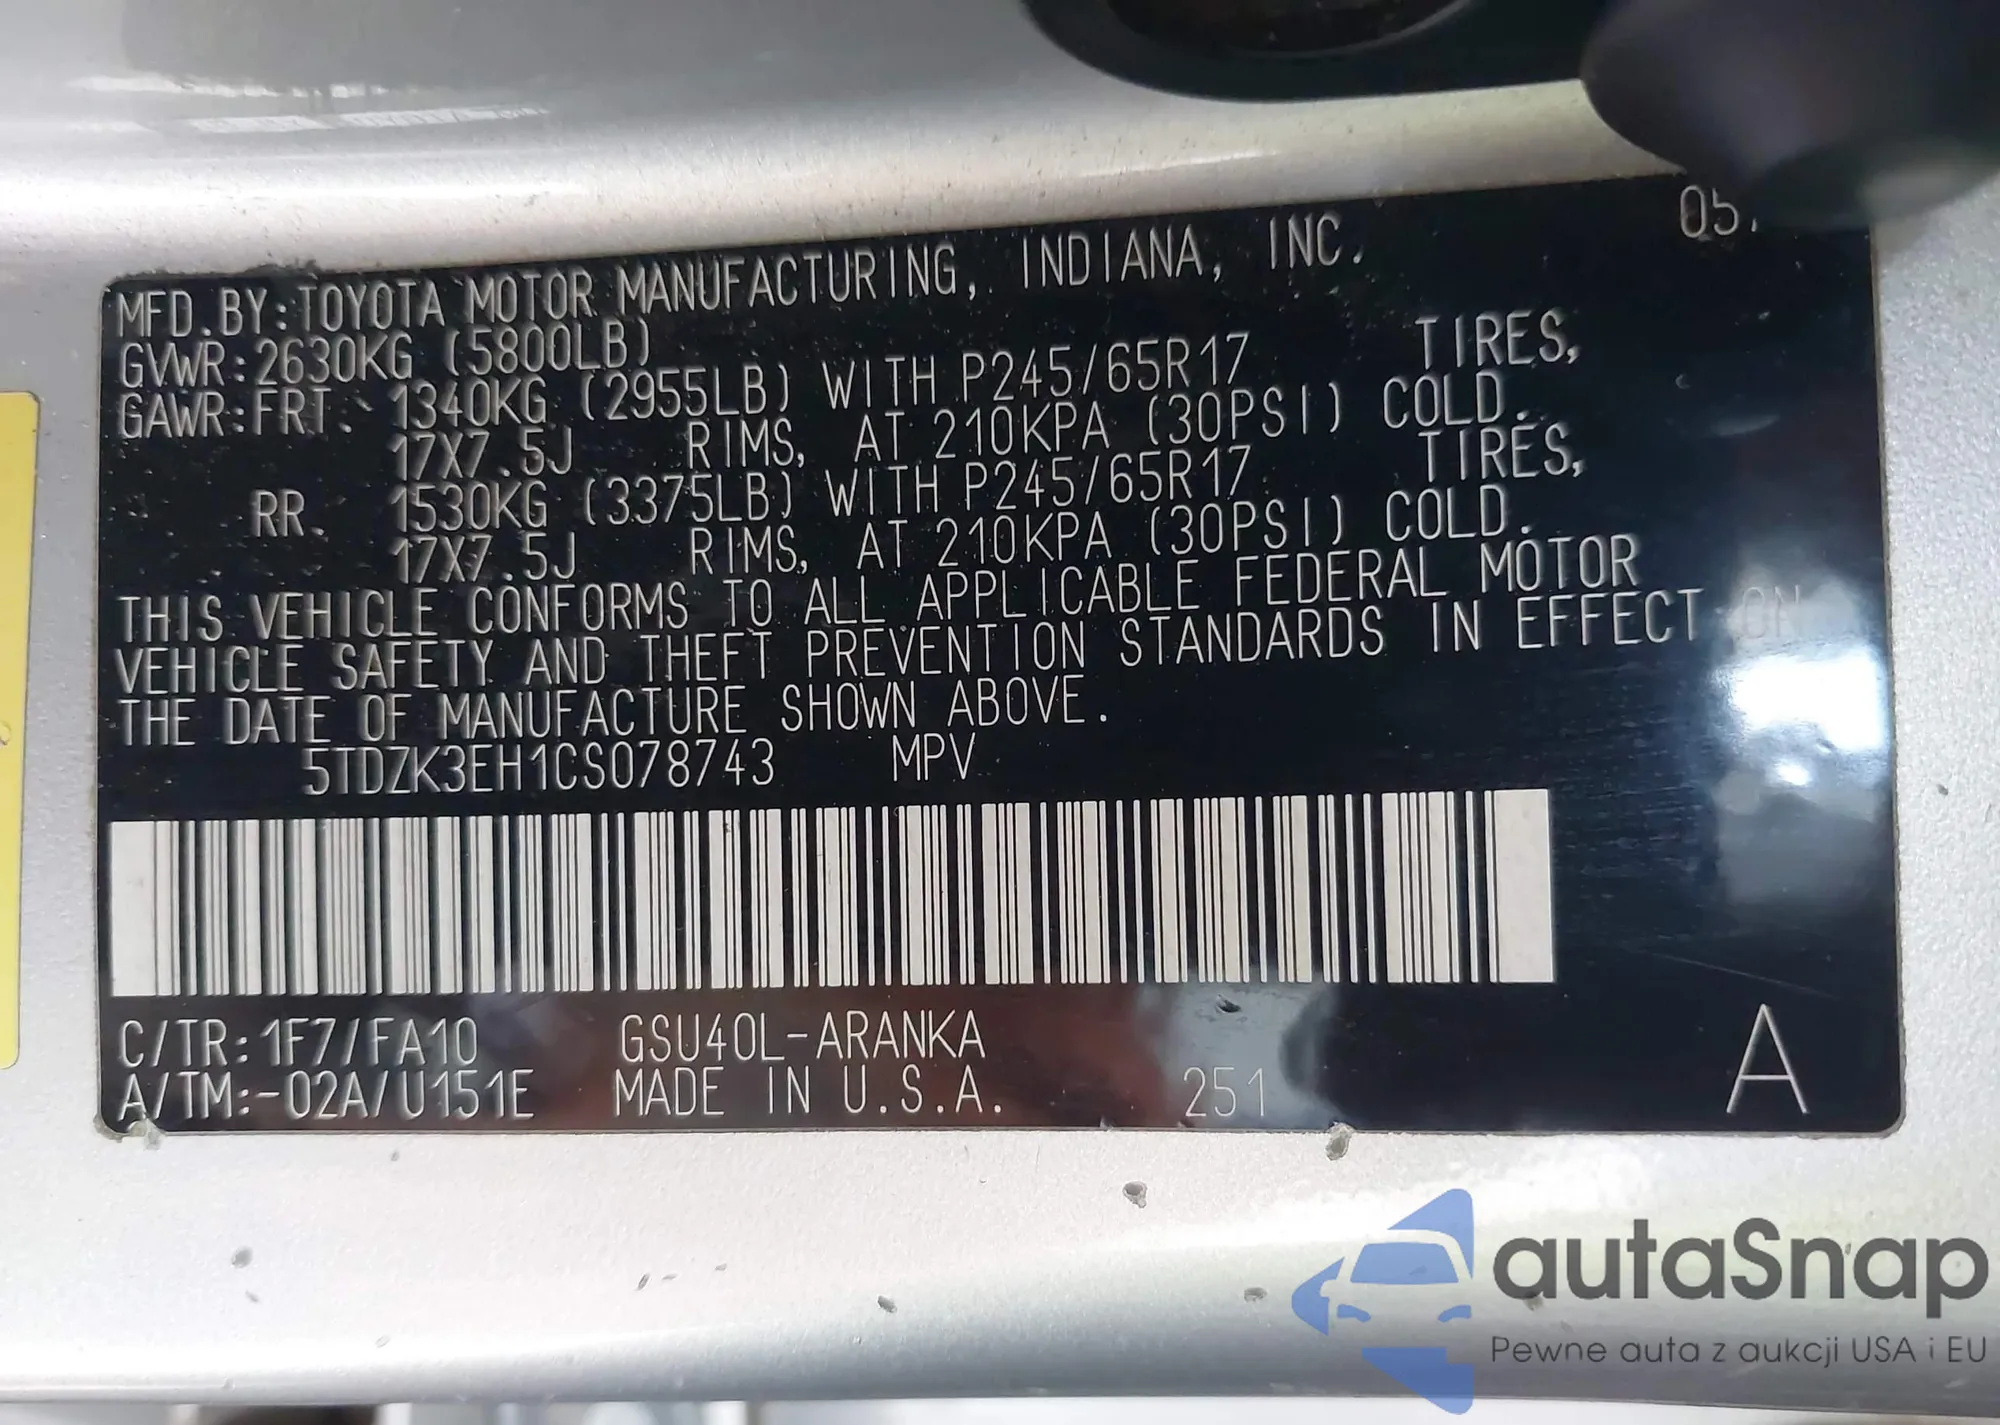 05.
MFD. BY: TOYOTA MOTOR MANUFACTURING, INDIANA, INC.
GVWR: 2630KG (5800LB)
GAWR: FRT. 1340KG (2955LB) WITH P245/65R17 TIRES,
17X7.5J RIMS, AT 210KPA (30PSI) COLD.
RR. 1530KG (3375LB) WITH P245/65R17 TIRES,
17X7.5J RIMS, AT 210KPA (30PSI) COLD.
THIS VEHICLE CONFORMS TO ALL APPLICABLE FEDERAL MOTOR
VEHICLE SAFETY AND THEFT PREVENTION STANDARDS IN EFFECT ON
THE DATE OF MANUFACTURE SHOWN ABOVE.
5TDZK3EH1CS078743 MPV
C/TR: 1F7/FA10 GSU40L-ARANKA
A/TM:-02A/U151E MADE IN U.S.A. 251 A
autaSnap
Pewne auta z aukcji USA i EU